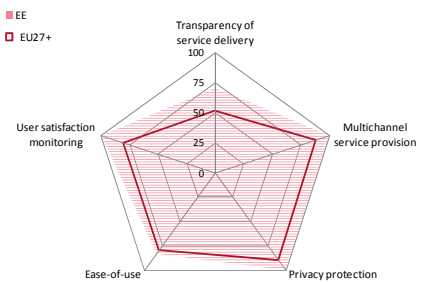 EE
EU27+
Transparency of
service delivery
100
75
50
25
0
User satisfaction
monitoring
Multichannel
service provision
Ease-of-use
Privacy protection